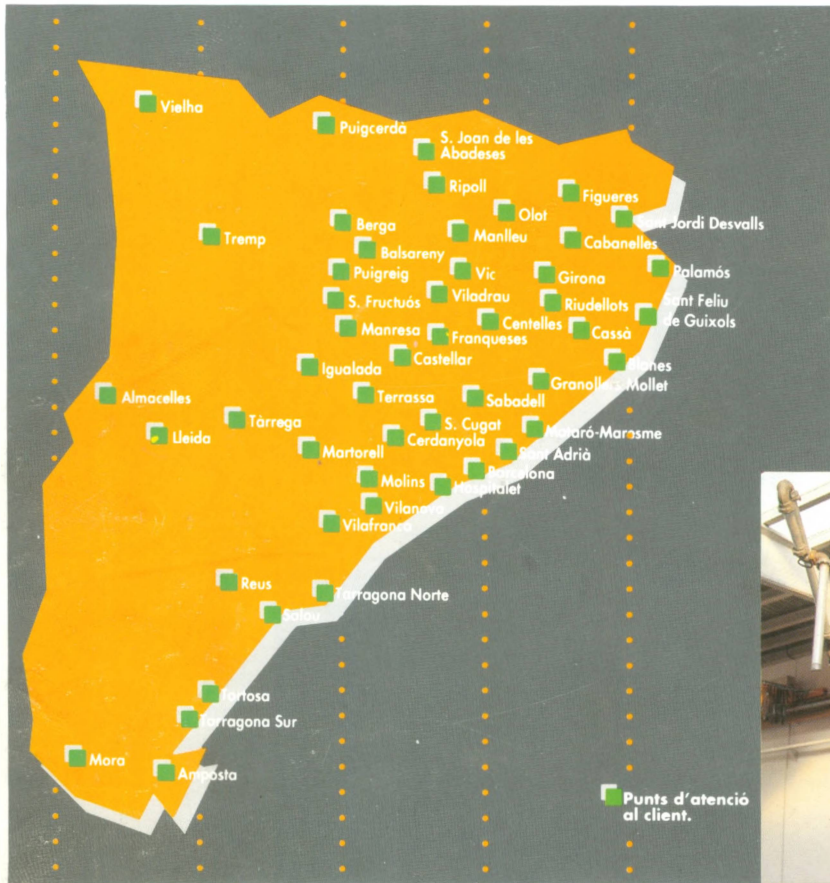 Vielha
Puigcerdà
S. Joan de les
Abadeses
Ripoll
Figueres
Olot
Sant Jordi Desvalls
Berga
Manlleu
Tremp
Cabanelles
Balsareny
Puigreig
Vic
Girona
Palamós
Viladrau
S. Fructuós
Riudellots
Sant Feliu
de Guixols
Centelles
Manresa
Franqueses
Cassà
Castellar
Igualada
Blanes
Granollers Mollet
Almacelles
Terrassa
Sabadell
Tàrrega
S. Cugat
Mataró-Maresme
Lleida
Cerdanyola
Martorell
Sant Adrià
Barcelona
Molins
Hospitalet
Vilanova
Vilafranca
Reus
Tarragona Norte
Salou
Tortosa
Tarragona Sur
Mora
Amposta
Punts d'atenció
al client.